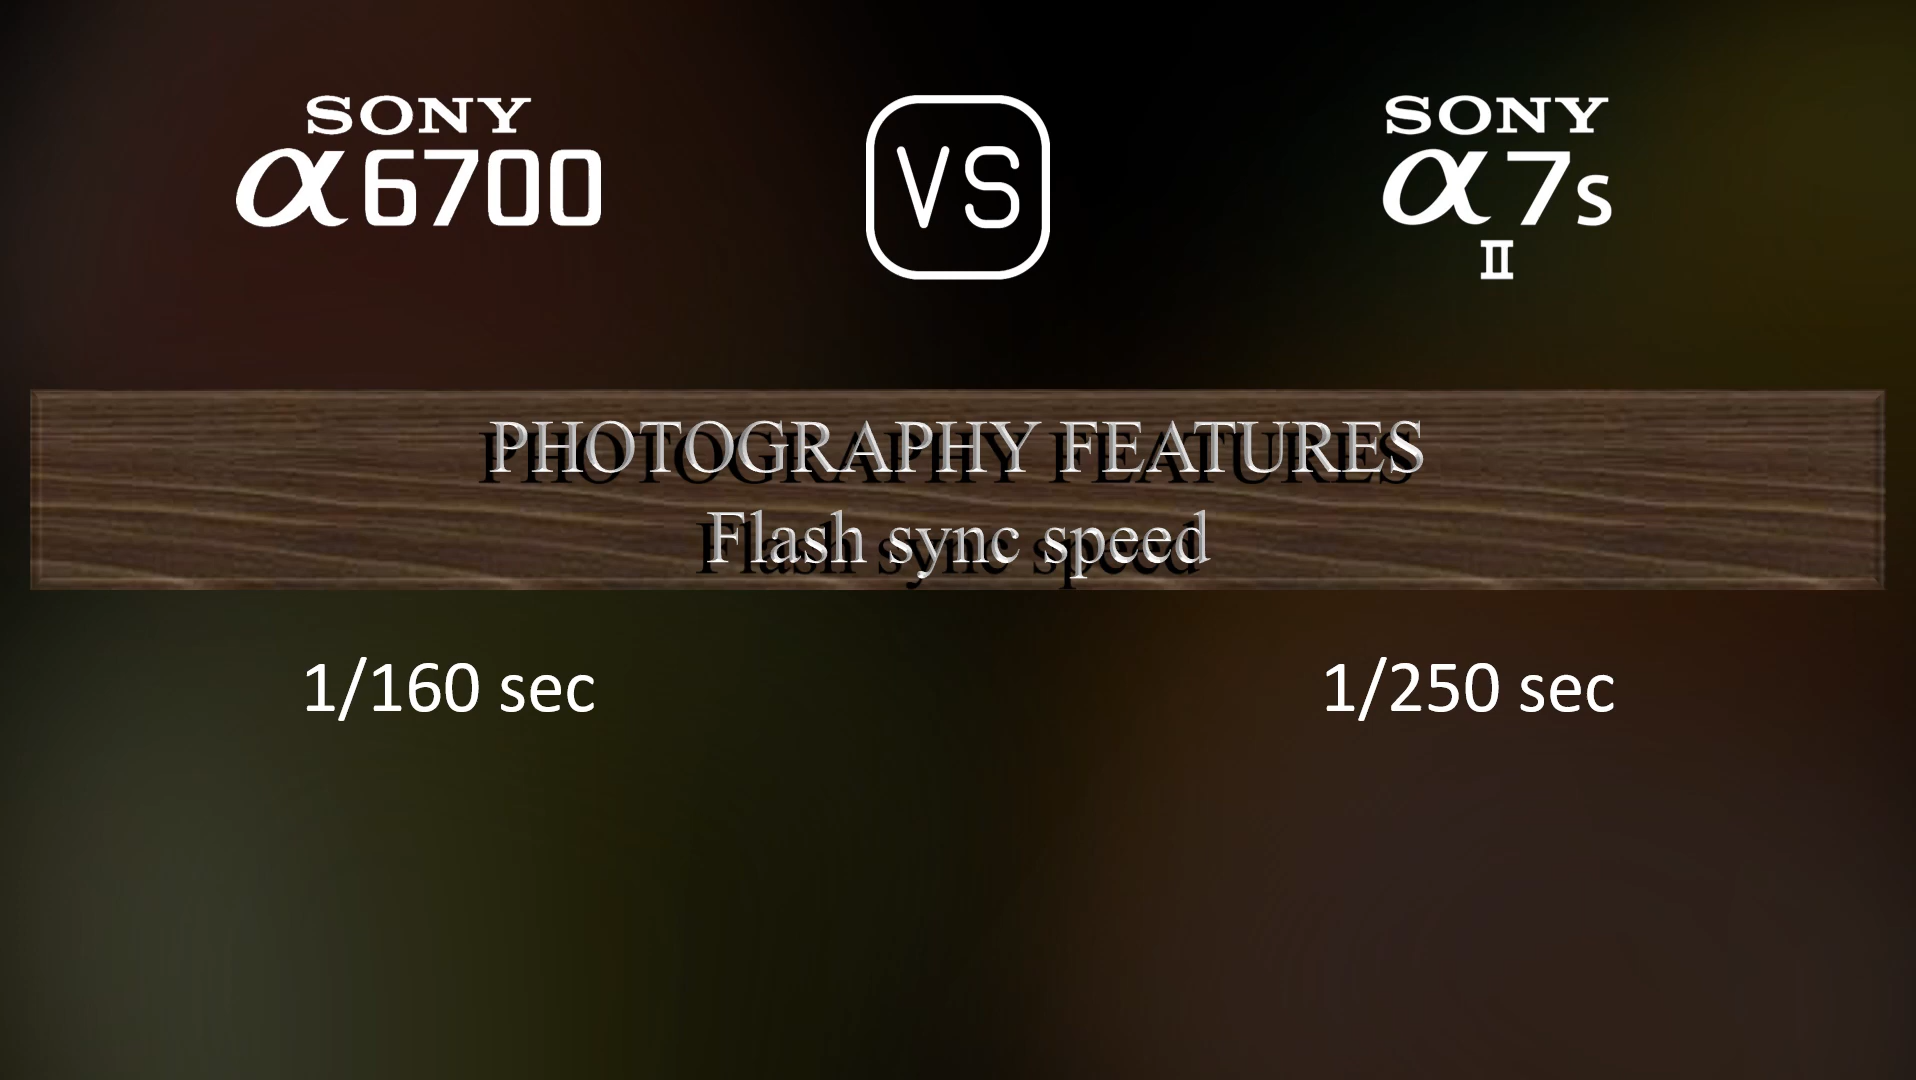 SONY
α6700
VS
SONY
α7s
II
PHOTOGRAPHY FEATURES
Flash sync speed
1/160 sec
1/250 sec